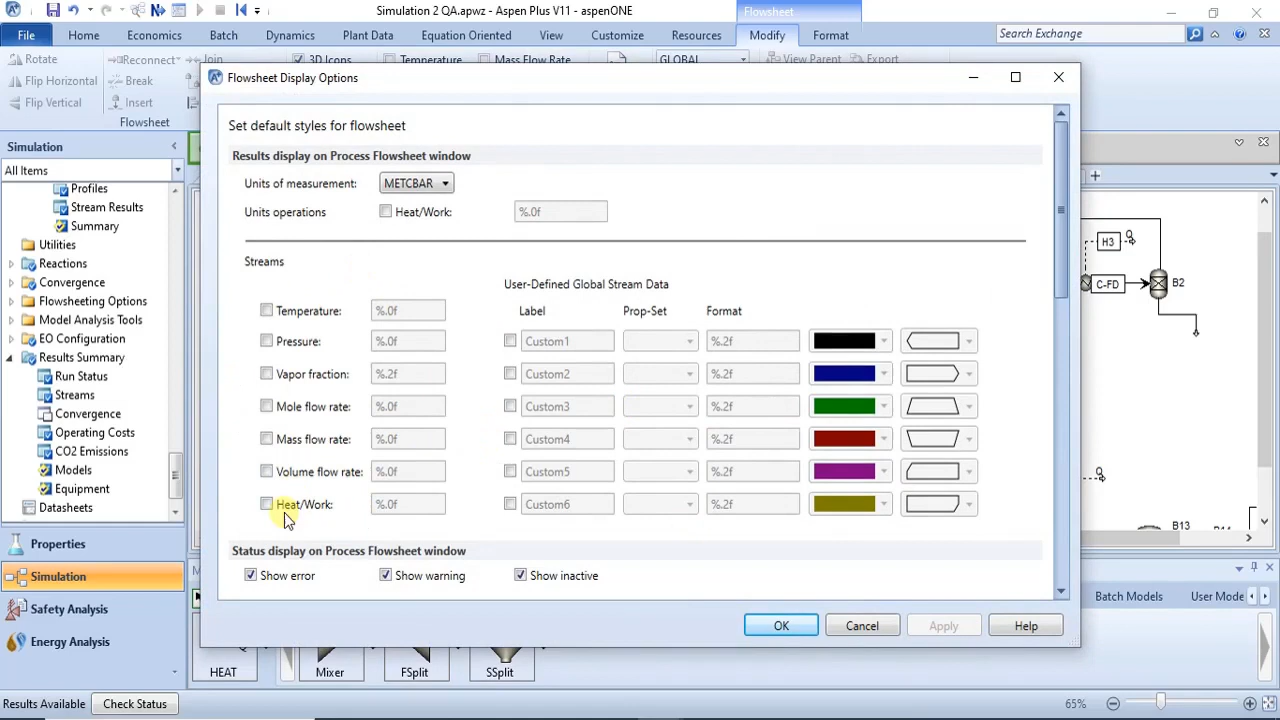 Simulation 2 QA.apwz - Aspen Plus V11 - aspenONE
Flowsheet
File Home Economics Batch Dynamics Plant Data Equation Oriented View Customize Resources Modify Format Search Exchange
Rotate Reconnect Join 3D Icons Temperature Mass Flow Rate GLOBAL View Parent Export
Flip Horizontal Break
Flip Vertical Insert
Flowsheet
Flowsheet Display Options
Simulation
All Items
Profiles
Stream Results
Summary
Utilities
Reactions
Convergence
Flowsheeting Options
Model Analysis Tools
EO Configuration
Results Summary
Run Status
Streams
Convergence
Operating Costs
CO2 Emissions
Models
Equipment
Datasheets
Properties
Simulation
Safety Analysis
Energy Analysis
Set default styles for flowsheet
Results display on Process Flowsheet window
Units of measurement: METCBAR
Units operations Heat/Work: %.0f
Streams
User-Defined Global Stream Data
Label Prop-Set Format
Temperature: %.0f
Pressure: %.0f Custom1 %.2f
Vapor fraction: %.2f Custom2 %.2f
Mole flow rate: %.0f Custom3 %.2f
Mass flow rate: %.0f Custom4 %.2f
Volume flow rate: %.0f Custom5 %.2f
Heat/Work: %.0f Custom6 %.2f
Status display on Process Flowsheet window
Show error Show warning Show inactive
OK Cancel Apply Help
H3
C-FD B2
B13 B14
Batch Models User Mode
HEAT Mixer FSplit SSplit
Results Available Check Status 65%